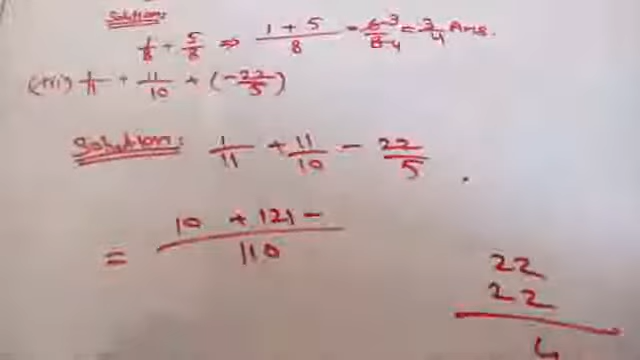 Solution:
1/8 + 5/8 ⇒ 1 + 5/8 = 6 3/8 4 = 3/4 Ans.
(iii) 1/11 + 11/10 + (-22/5)
Solution: 1/11 + 11/10 - 22/5
= 10 + 121 - / 110
22
22
4